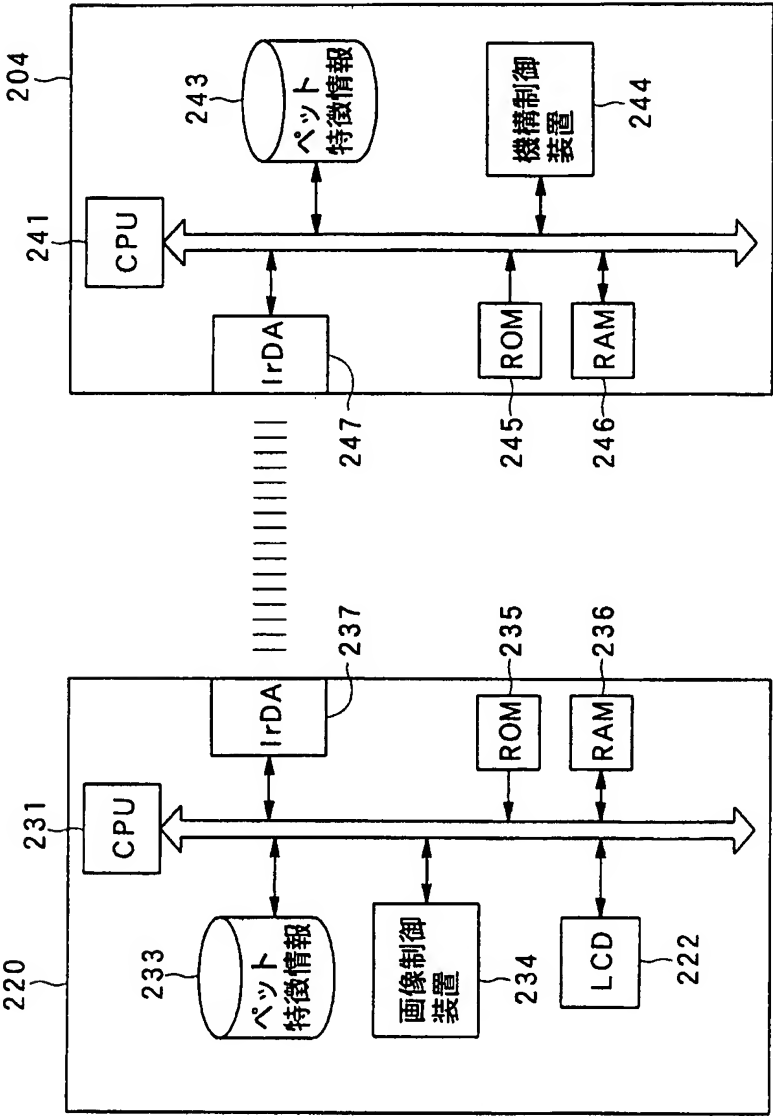 220
231
CPU
233
ペット
特徴情報
IrDA
237
画像制御
装置
234
ROM
235
LCD
222
RAM
236
204
241
CPU
IrDA
247
243
ペット
特徴情報
ROM
245
機構制御
装置
244
RAM
246